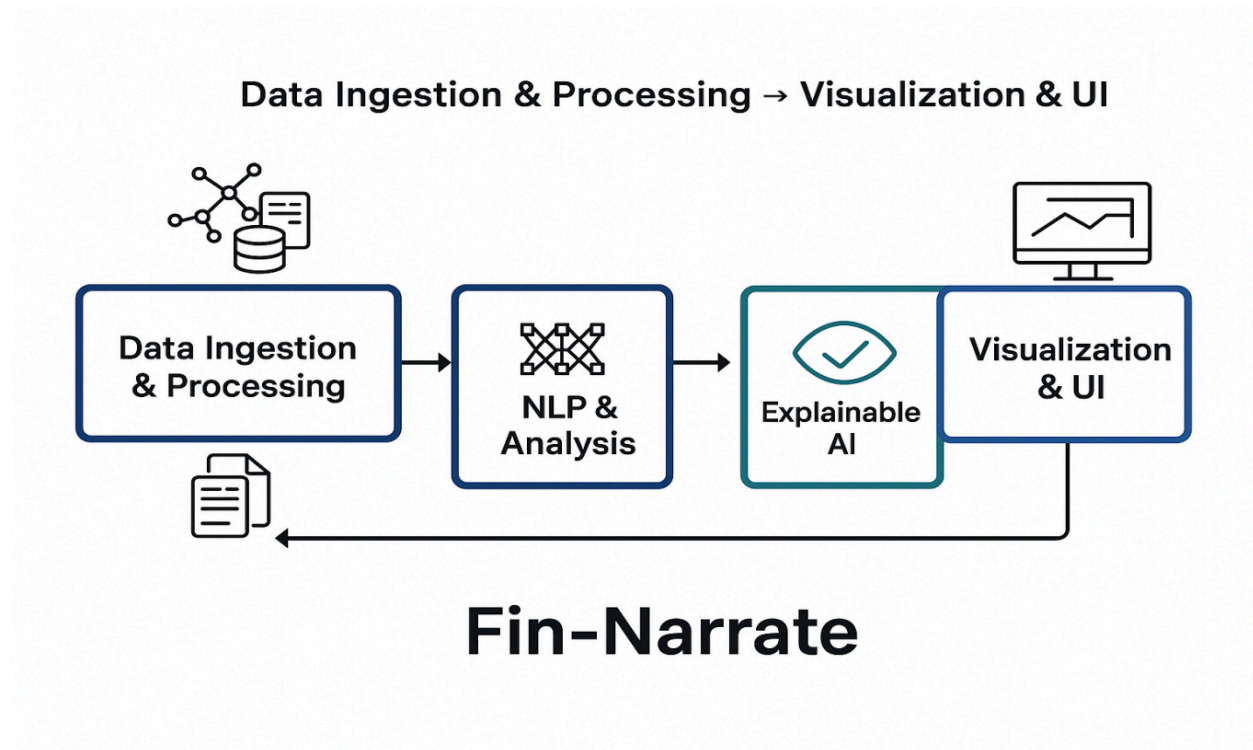 Data Ingestion & Processing → Visualization & UI
Data Ingestion
& Processing
NLP &
Analysis
Explainable
AI
Visualization
& UI
Fin-Narrate